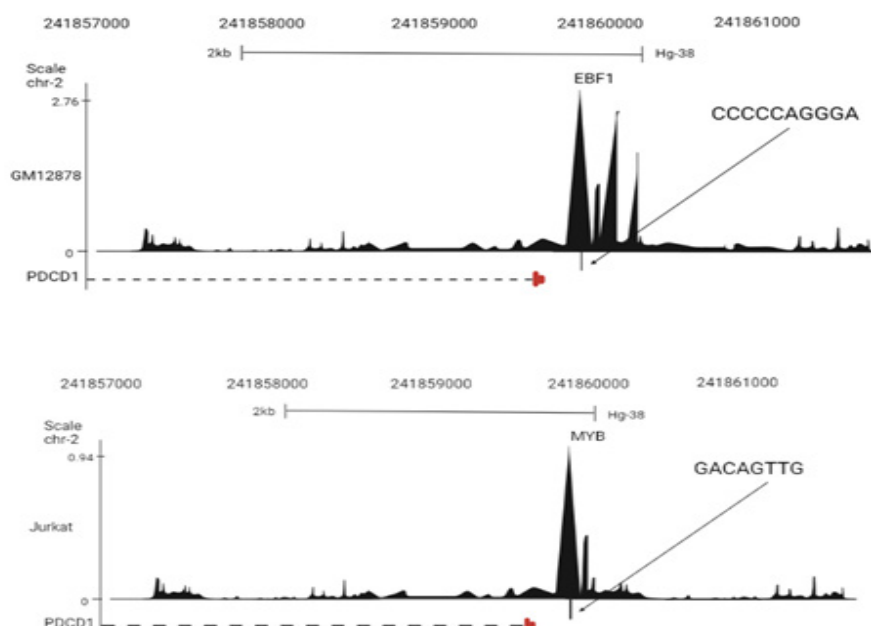 241857000 241858000 241859000 241860000 241861000
2kb Hg-38
Scale
chr-2
EBF1
2.76
CCCCCAGGGA
GM12878
0
PDCD1
241857000 241858000 241859000 241860000 241861000
2kb Hg-38
Scale
chr-2
MYB
0.94
GACAGTTG
Jurkat
0
PDCD1